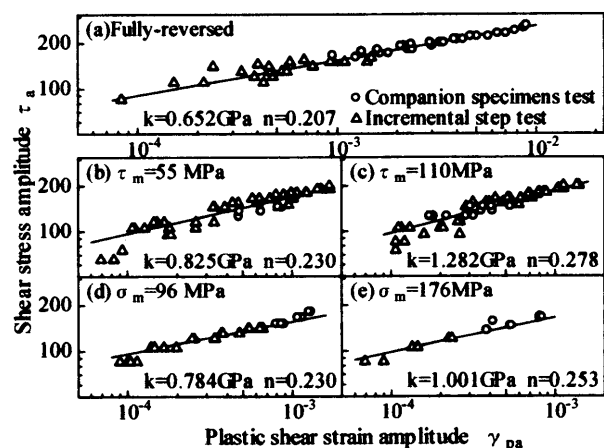 (a)Fully-reversed
200
100
k=0.652GPa n=0.207
○ Companion specimens test
△ Incremental step test
10⁻⁴ 10⁻³ 10⁻²
Shear stress amplitude τa
(b) τm=55 MPa
200
100
k=0.825GPa n=0.230
(c) τm=110MPa
k=1.282GPa n=0.278
(d) σm=96 MPa
200
100
k=0.784GPa n=0.230
(e) σm=176MPa
k=1.001GPa n=0.253
10⁻⁴ 10⁻³ 10⁻⁴ 10⁻³
Plastic shear strain amplitude γpa